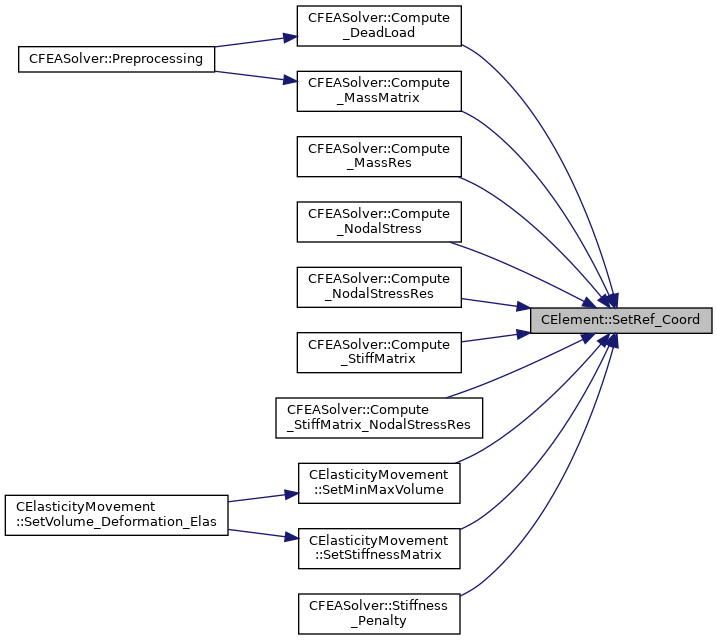 CFEASolver::Compute
_DeadLoad
CFEASolver::Preprocessing
CFEASolver::Compute
_MassMatrix
CFEASolver::Compute
_MassRes
CFEASolver::Compute
_NodalStress
CFEASolver::Compute
_NodalStressRes
CElement::SetRef_Coord
CFEASolver::Compute
_StiffMatrix
CFEASolver::Compute
_StiffMatrix_NodalStressRes
CElasticityMovement
::SetMinMaxVolume
CElasticityMovement
::SetVolume_Deformation_Elas
CElasticityMovement
::SetStiffnessMatrix
CFEASolver::Stiffness
_Penalty